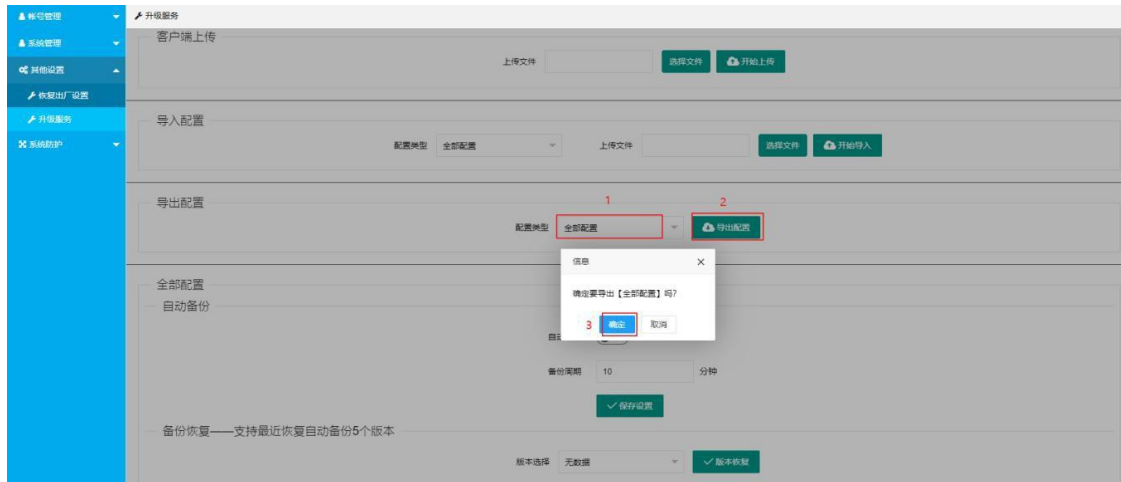 帐号管理
系统管理
其他设置
恢复出厂设置
升级服务
系统防护
升级服务
客户端上传
上传文件 选择文件 开始上传
导入配置
配置类型 全部配置 上传文件 选择文件 开始导入
导出配置
1 2
配置类型 全部配置 导出配置
信息
确定要导出【全部配置】吗?
3 确定 取消
全部配置
自动备份
备份周期 10 分钟
保存设置
备份恢复——支持最近恢复自动备份5个版本
版本选择 无数据 版本恢复